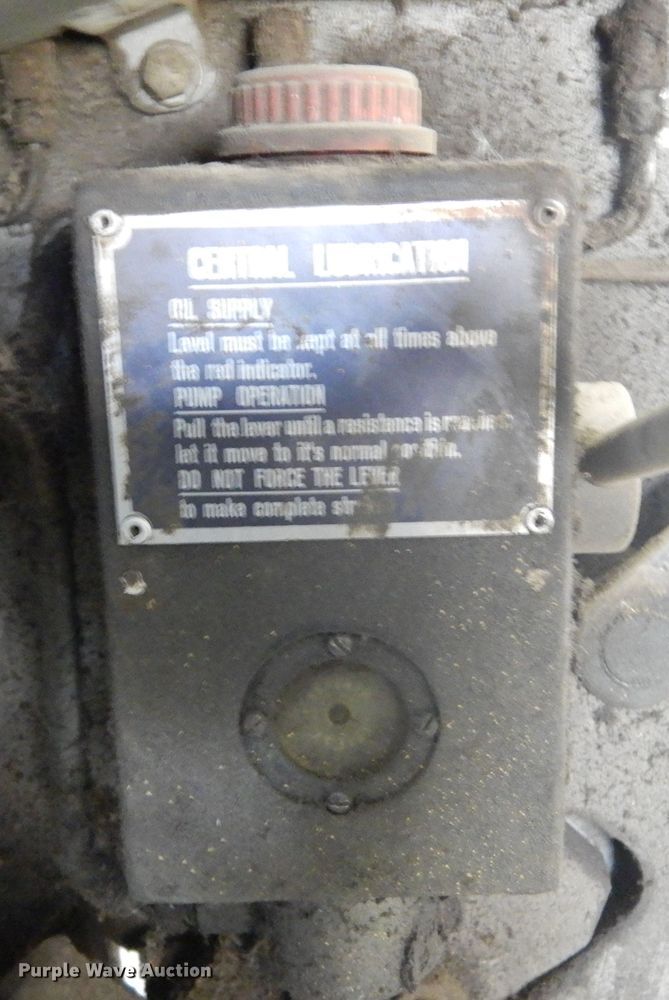 CENTRAL LUBRICATION
OIL SUPPLY
Level must be kept at all times above
the red indicator.
PUMP OPERATION
Pull the lever until a resistance is
let it move to it's normal
DO NOT FORCE THE LEVER
to make complete
Purple Wave Auction